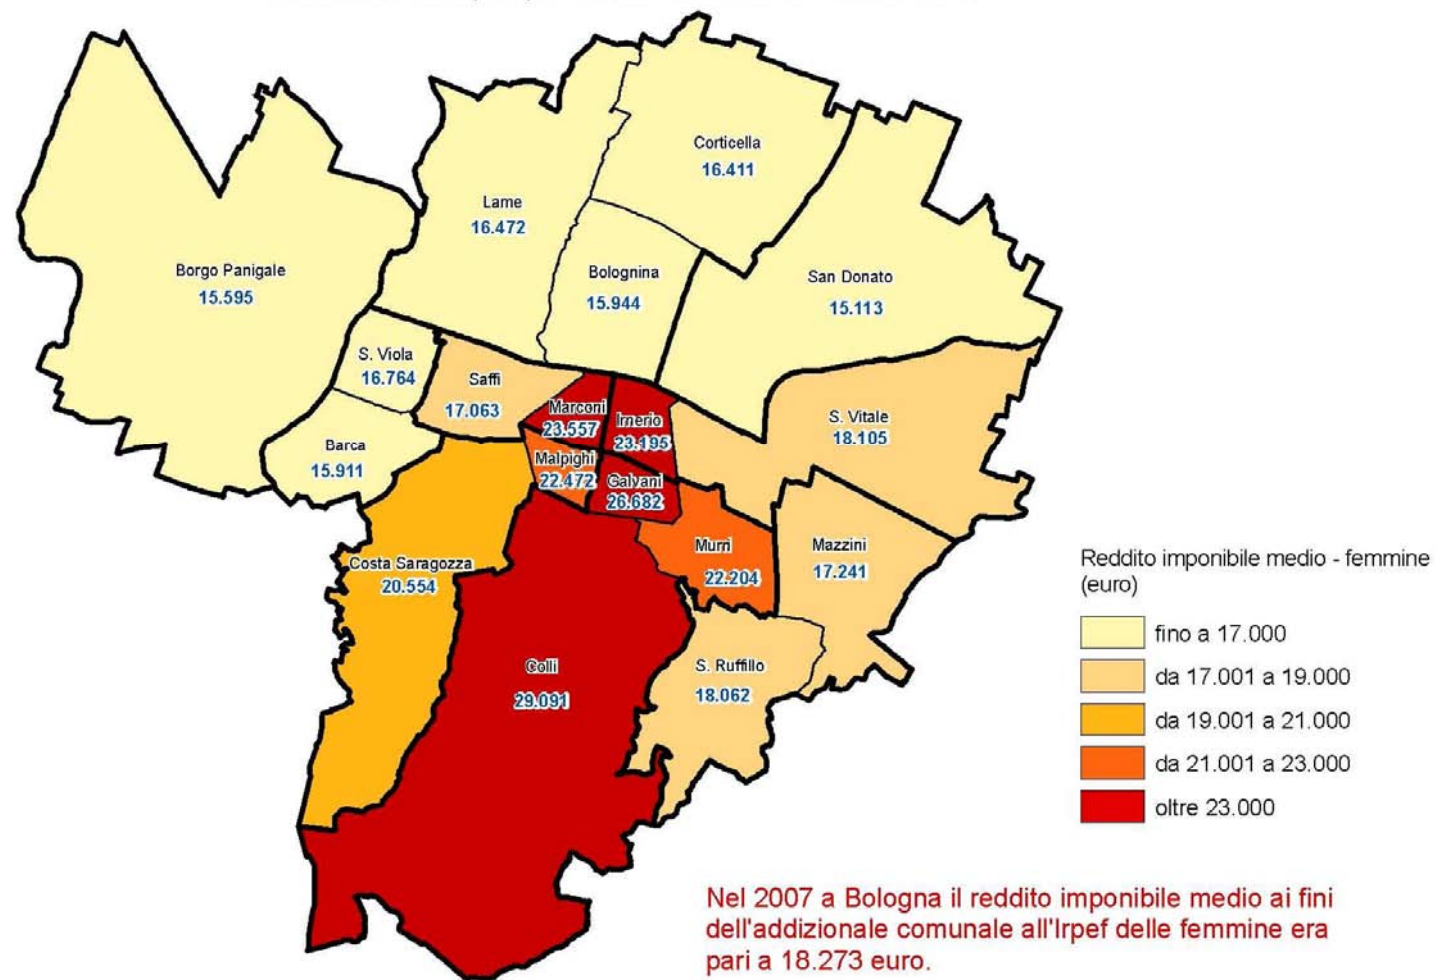 Corticella
16.411
Lame
16.472
Borgo Panigale
15.595
Bolognina
15.944
San Donato
15.113
S. Viola
16.764
Saffi
17.063
Marconi
23.557
Irnerio
23.195
S. Vitale
18.105
Barca
15.911
Malpighi
22.472
Galvani
26.682
Costa Saragozza
20.554
Murri
22.204
Mazzini
17.241
Colli
29.091
S. Ruffillo
18.062
Reddito imponibile medio - femmine
(euro)
fino a 17.000
da 17.001 a 19.000
da 19.001 a 21.000
da 21.001 a 23.000
oltre 23.000
Nel 2007 a Bologna il reddito imponibile medio ai fini
dell'addizionale comunale all'Irpef delle femmine era
pari a 18.273 euro.